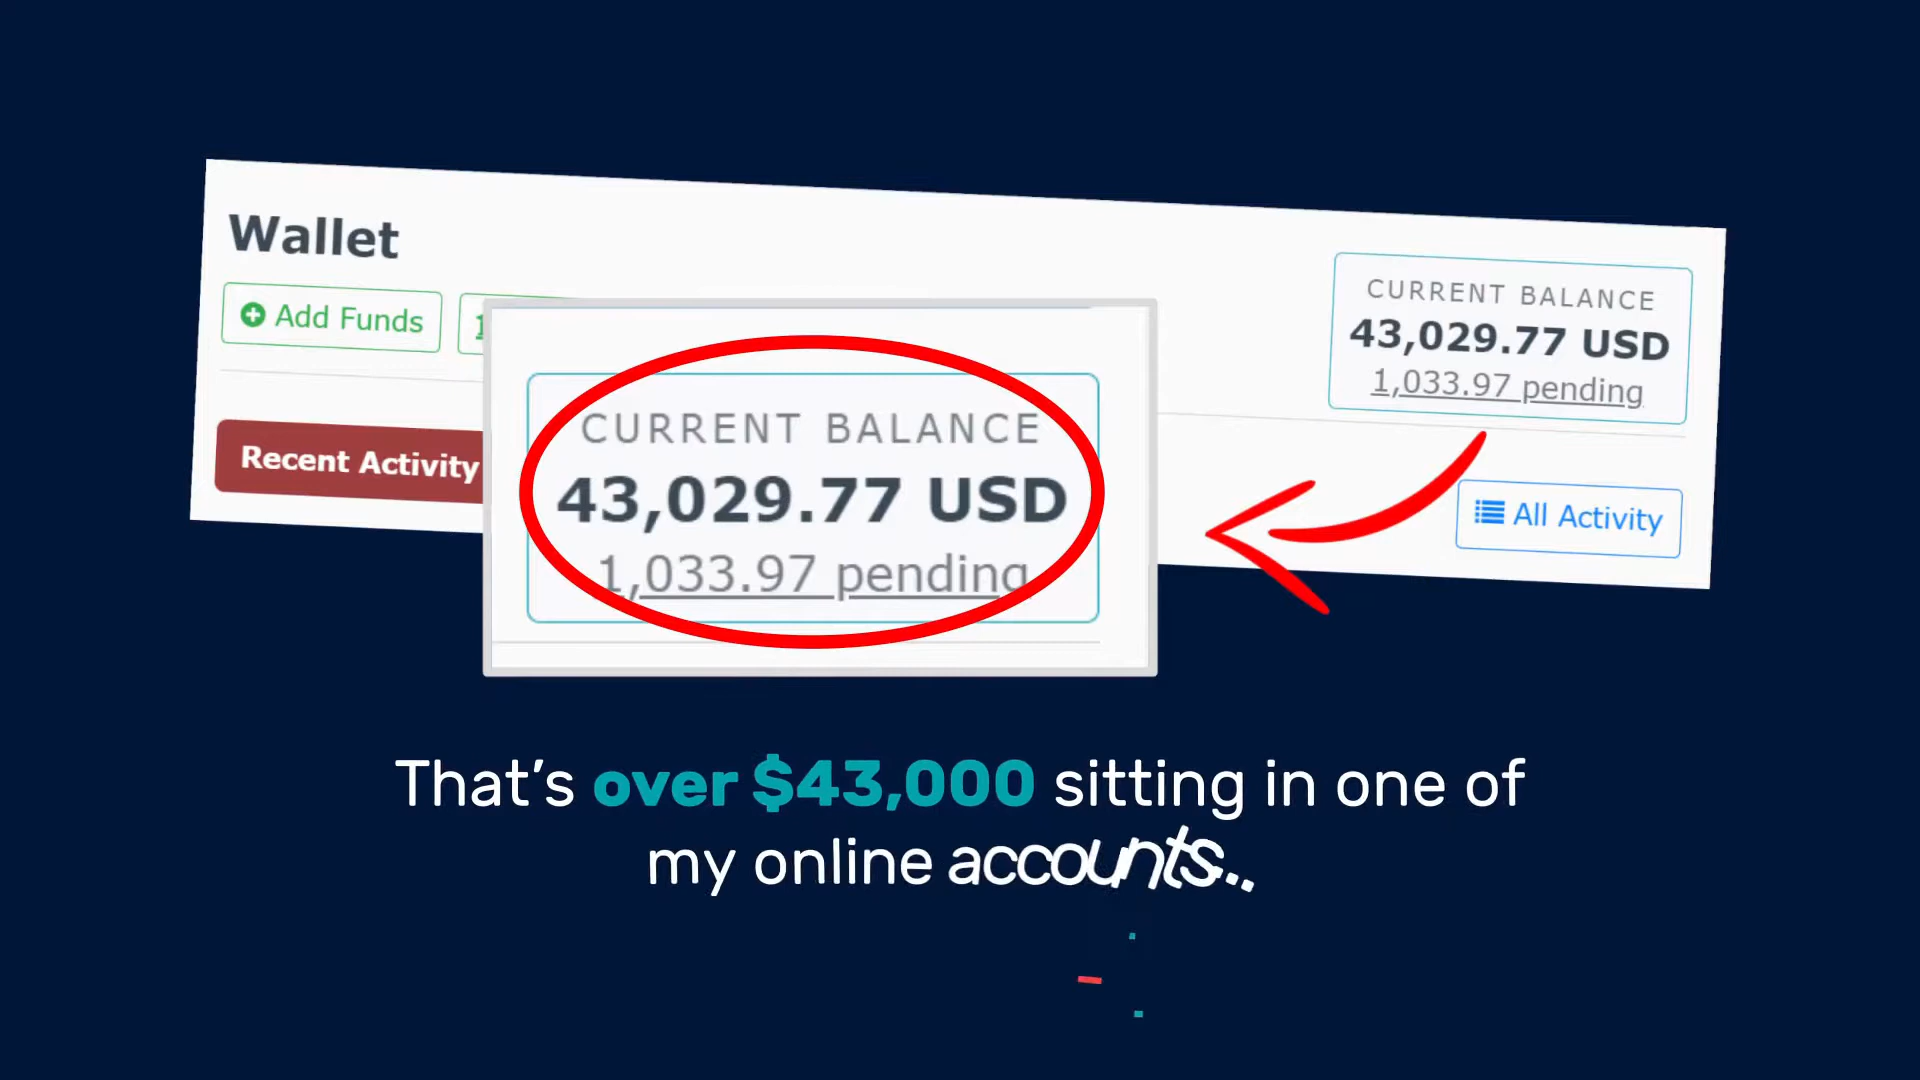 Wallet
Add Funds
CURRENT BALANCE
43,029.77 USD
1,033.97 pending
Recent Activity
All Activity
CURRENT BALANCE
43,029.77 USD
1,033.97 pending
That's over $43,000 sitting in one of
my online accounts..